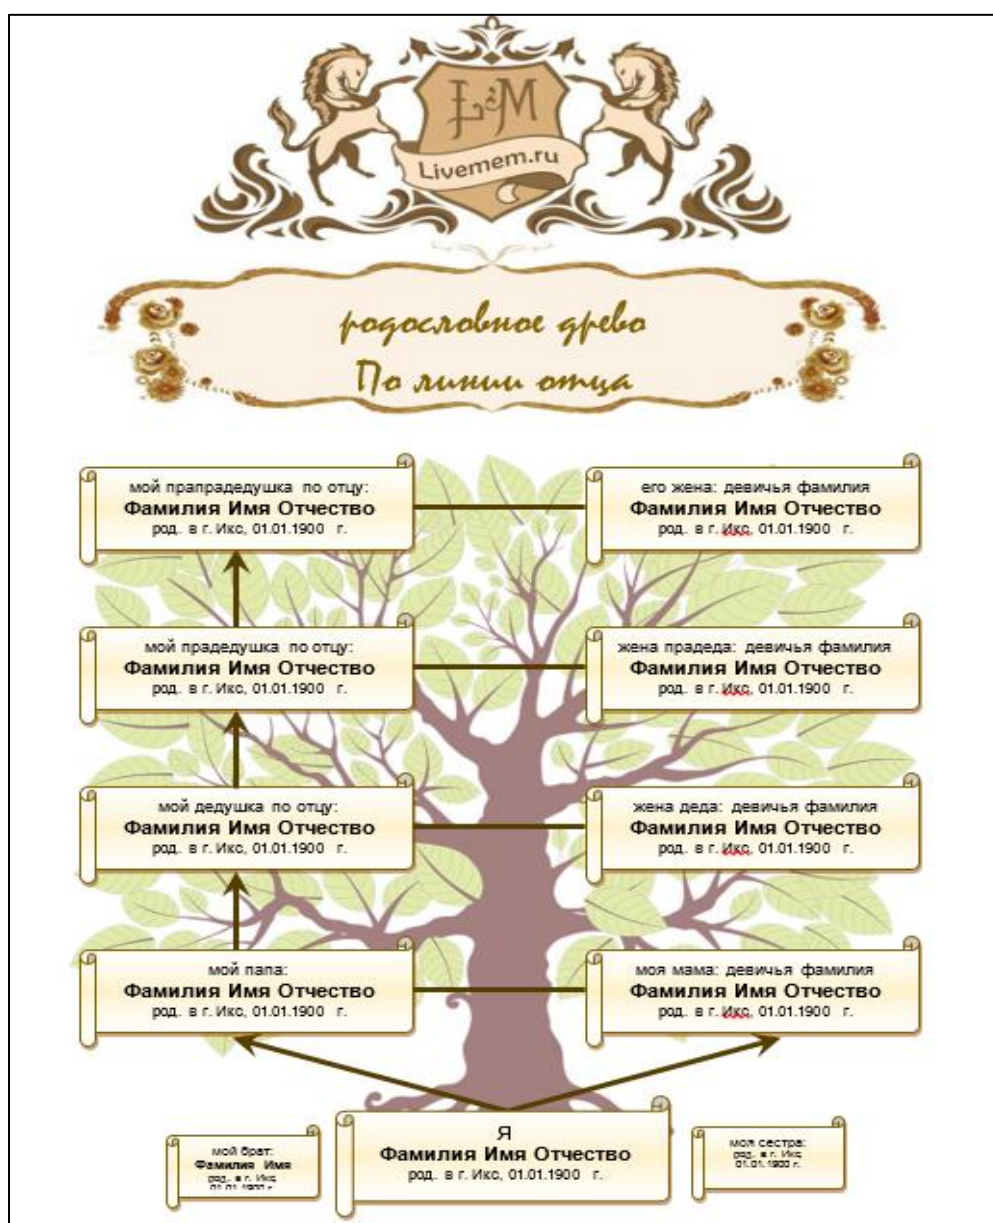 L&M
Livemem.ru
родословное древо
По линии отца
мой прапрадедушка по отцу:
Фамилия Имя Отчество
род. в г. Икс, 01.01.1900 г.
его жена: девичья фамилия
Фамилия Имя Отчество
род. в г. Икс, 01.01.1900 г.
мой прадедушка по отцу:
Фамилия Имя Отчество
род. в г. Икс, 01.01.1900 г.
жена прадеда: девичья фамилия
Фамилия Имя Отчество
род. в г. Икс, 01.01.1900 г.
мой дедушка по отцу:
Фамилия Имя Отчество
род. в г. Икс, 01.01.1900 г.
жена деда: девичья фамилия
Фамилия Имя Отчество
род. в г. Икс, 01.01.1900 г.
мой папа:
Фамилия Имя Отчество
род. в г. Икс, 01.01.1900 г.
моя мама: девичья фамилия
Фамилия Имя Отчество
род. в г. Икс, 01.01.1900 г.
мой брат:
Фамилия Имя
род. в г. Икс,
01.01.1900 г.
Я
Фамилия Имя Отчество
род. в г. Икс, 01.01.1900 г.
моя сестра:
род. в г. Икс,
01.01.1900 г.